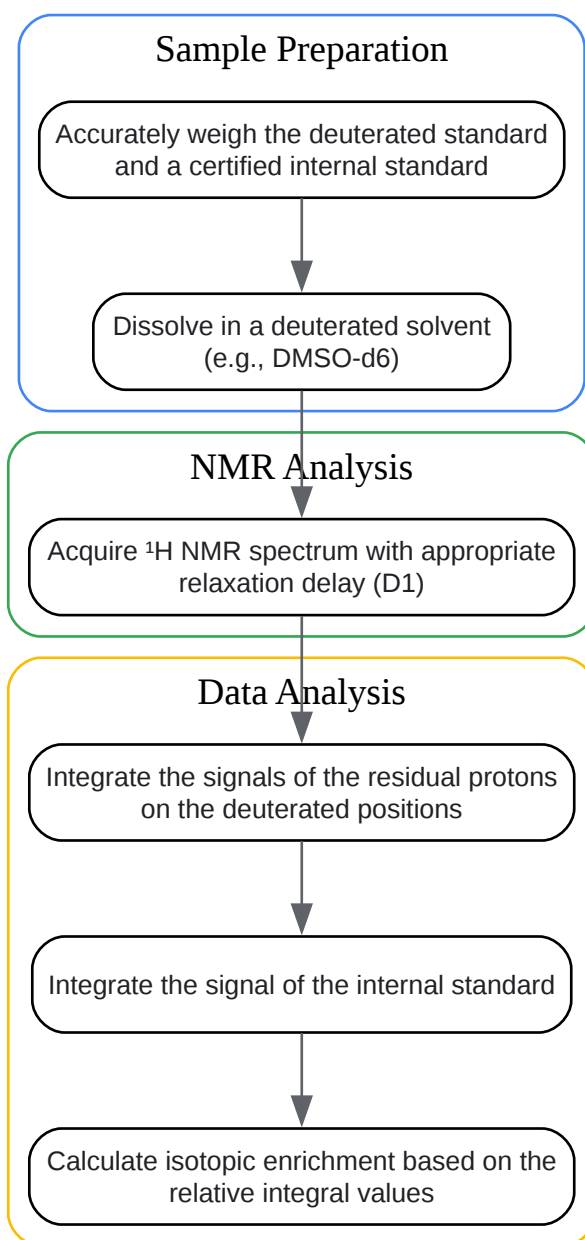 Sample Preparation
Accurately weigh the deuterated standard
and a certified internal standard
Dissolve in a deuterated solvent
(e.g., DMSO-d6)
NMR Analysis
Acquire ¹H NMR spectrum with appropriate
relaxation delay (D1)
Data Analysis
Integrate the signals of the residual protons
on the deuterated positions
Integrate the signal of the internal standard
Calculate isotopic enrichment based on the
relative integral values